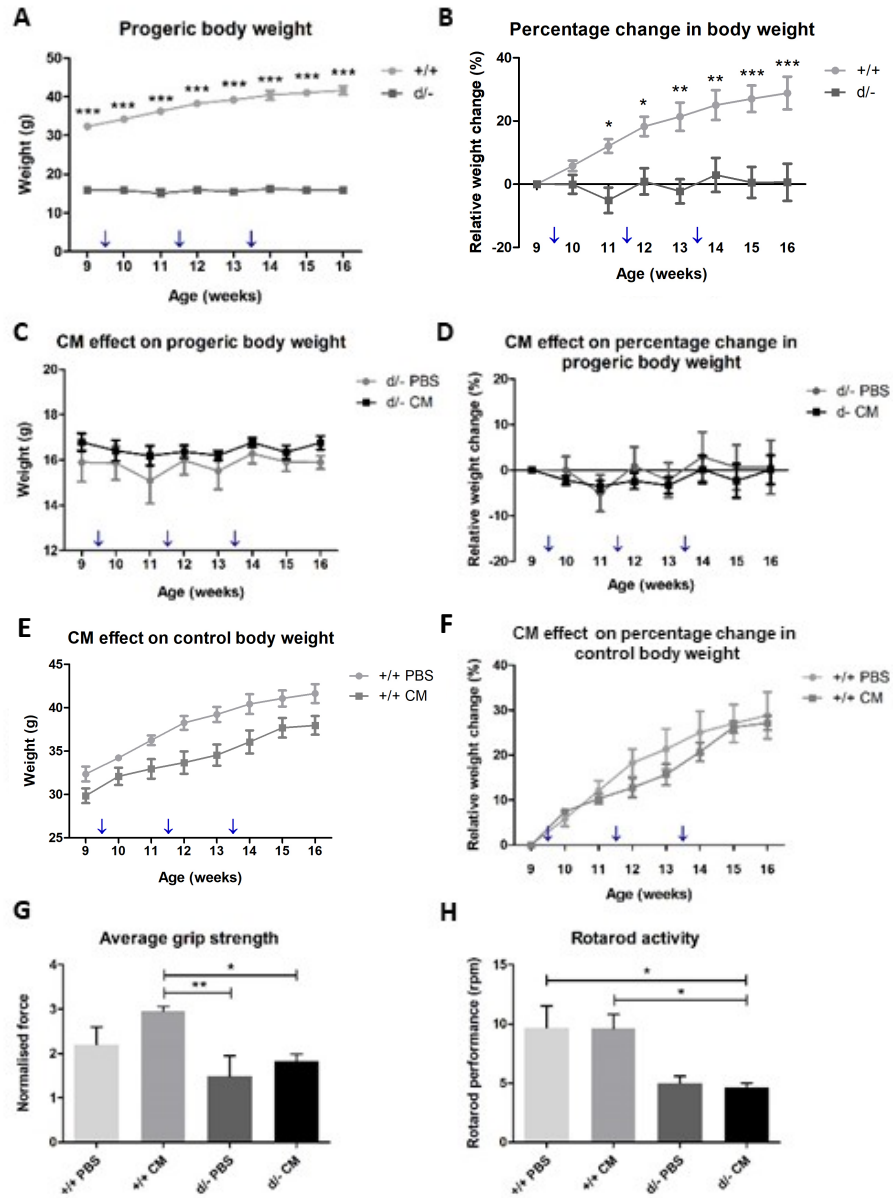 A
Progeric body weight
Weight (g)
50
40
30
20
10
0
*** *** *** *** *** *** *** ***
+/+
d/-
9 10 11 12 13 14 15 16
Age (weeks)
B
Percentage change in body weight
Relative weight change (%)
40
20
0
-20
* * ** ** *** ***
+/+
d/-
9 10 11 12 13 14 15 16
Age (weeks)
C
CM effect on progeric body weight
Weight (g)
20
18
16
14
12
d/- PBS
d/- CM
9 10 11 12 13 14 15 16
Age (weeks)
D
CM effect on percentage change in
progeric body weight
Relative weight change (%)
20
10
0
-10
-20
d/- PBS
d- CM
9 10 11 12 13 14 15 16
Age (weeks)
E
CM effect on control body weight
Weight (g)
45
40
35
30
25
+/+ PBS
+/+ CM
9 10 11 12 13 14 15 16
Age (weeks)
F
CM effect on percentage change in
control body weight
Relative weight change (%)
40
30
20
10
0
+/+ PBS
+/+ CM
9 10 11 12 13 14 15 16
Age (weeks)
G
Average grip strength
Normalised force
4
3
2
1
0
*
**
+/+ PBS +/+ CM d/- PBS d/- CM
H
Rotarod activity
Rotarod performance (rpm)
15
10
5
0
*
*
+/+ PBS +/+ CM d/- PBS d/- CM